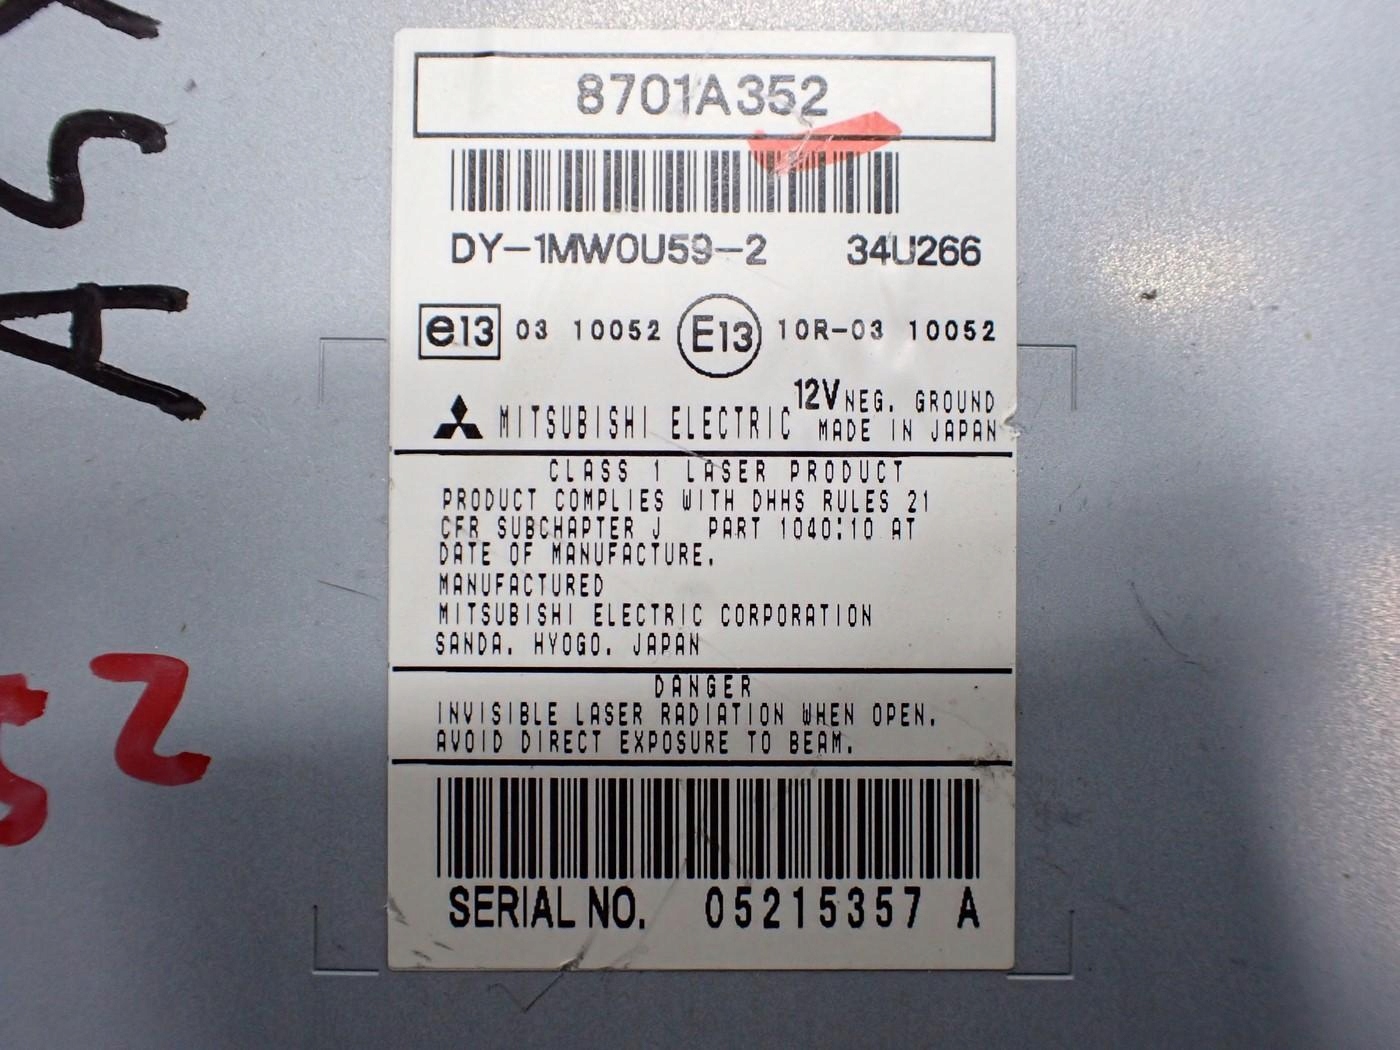 8701A352
DY-1MW0U59-2 34U266
e13 03 10052 E13 10R-03 10052
MITSUBISHI ELECTRIC 12V NEG. GROUND
MADE IN JAPAN
CLASS 1 LASER PRODUCT
PRODUCT COMPLIES WITH DHHS RULES 21
CFR SUBCHAPTER J PART 1040:10 AT
DATE OF MANUFACTURE.
MANUFACTURED
MITSUBISHI ELECTRIC CORPORATION
SANDA. HYOGO. JAPAN
DANGER
INVISIBLE LASER RADIATION WHEN OPEN.
AVOID DIRECT EXPOSURE TO BEAM.
SERIAL NO. 05215357 A